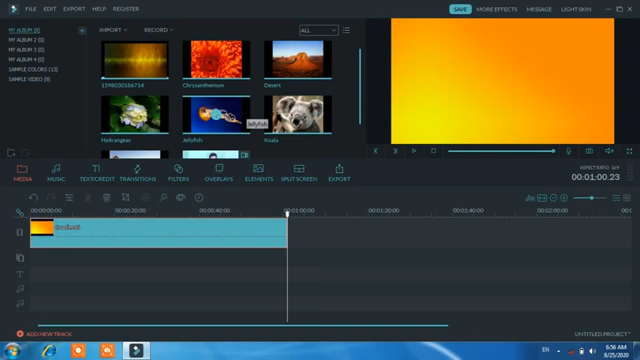 FILE EDIT EXPORT HELP REGISTER SAVE MORE EFFECTS MESSAGE LIGHT SKIN
MY ALBUM
MY ALBUM 2 (0)
MY ALBUM 3 (0)
MY ALBUM 4 (0)
SAMPLE COLORS (15)
SAMPLE VIDEO (9)
IMPORT RECORD ALL
1598030186714 Chrysanthemum Desert
Hydrangeas Jellyfish Koala
Jellyfish
ASPECT RATIO 16:9
00:01:00.23
MEDIA MUSIC TEXT/CREDIT TRANSITIONS FILTERS OVERLAYS ELEMENTS SPLIT SCREEN EXPORT
00:00:00:00 00:00:20:00 00:00:40:00 00:01:00:00 00:01:20:00 00:01:40:00 00:02:00:00
ADD NEW TRACK UNTITLED PROJECT*
EN
6:56 AM
8/25/2020